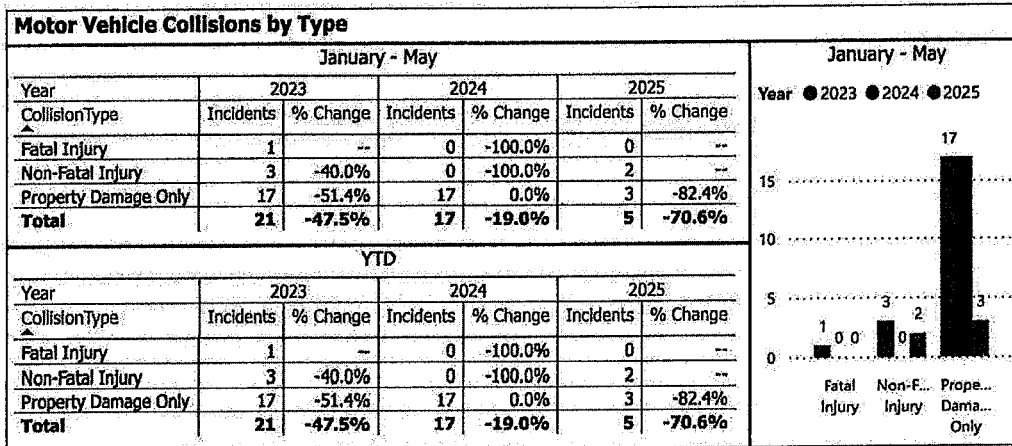 Motor Vehicle Collisions by Type
January - May
Year 2023 2024 2025
CollisionType Incidents % Change Incidents % Change Incidents % Change
Fatal Injury 1 -- 0 -100.0% 0 --
Non-Fatal Injury 3 -40.0% 0 -100.0% 2 --
Property Damage Only 17 -51.4% 17 0.0% 3 -82.4%
Total 21 -47.5% 17 -19.0% 5 -70.6%
YTD
Year 2023 2024 2025
CollisionType Incidents % Change Incidents % Change Incidents % Change
Fatal Injury 1 -- 0 -100.0% 0 --
Non-Fatal Injury 3 -40.0% 0 -100.0% 2 --
Property Damage Only 17 -51.4% 17 0.0% 3 -82.4%
Total 21 -47.5% 17 -19.0% 5 -70.6%
January - May
Year 2023 2024 2025
17
15
10
5
3 3
0 2
1 0 0
0
Fatal Non-F... Prope...
Injury Injury Dama...
Only